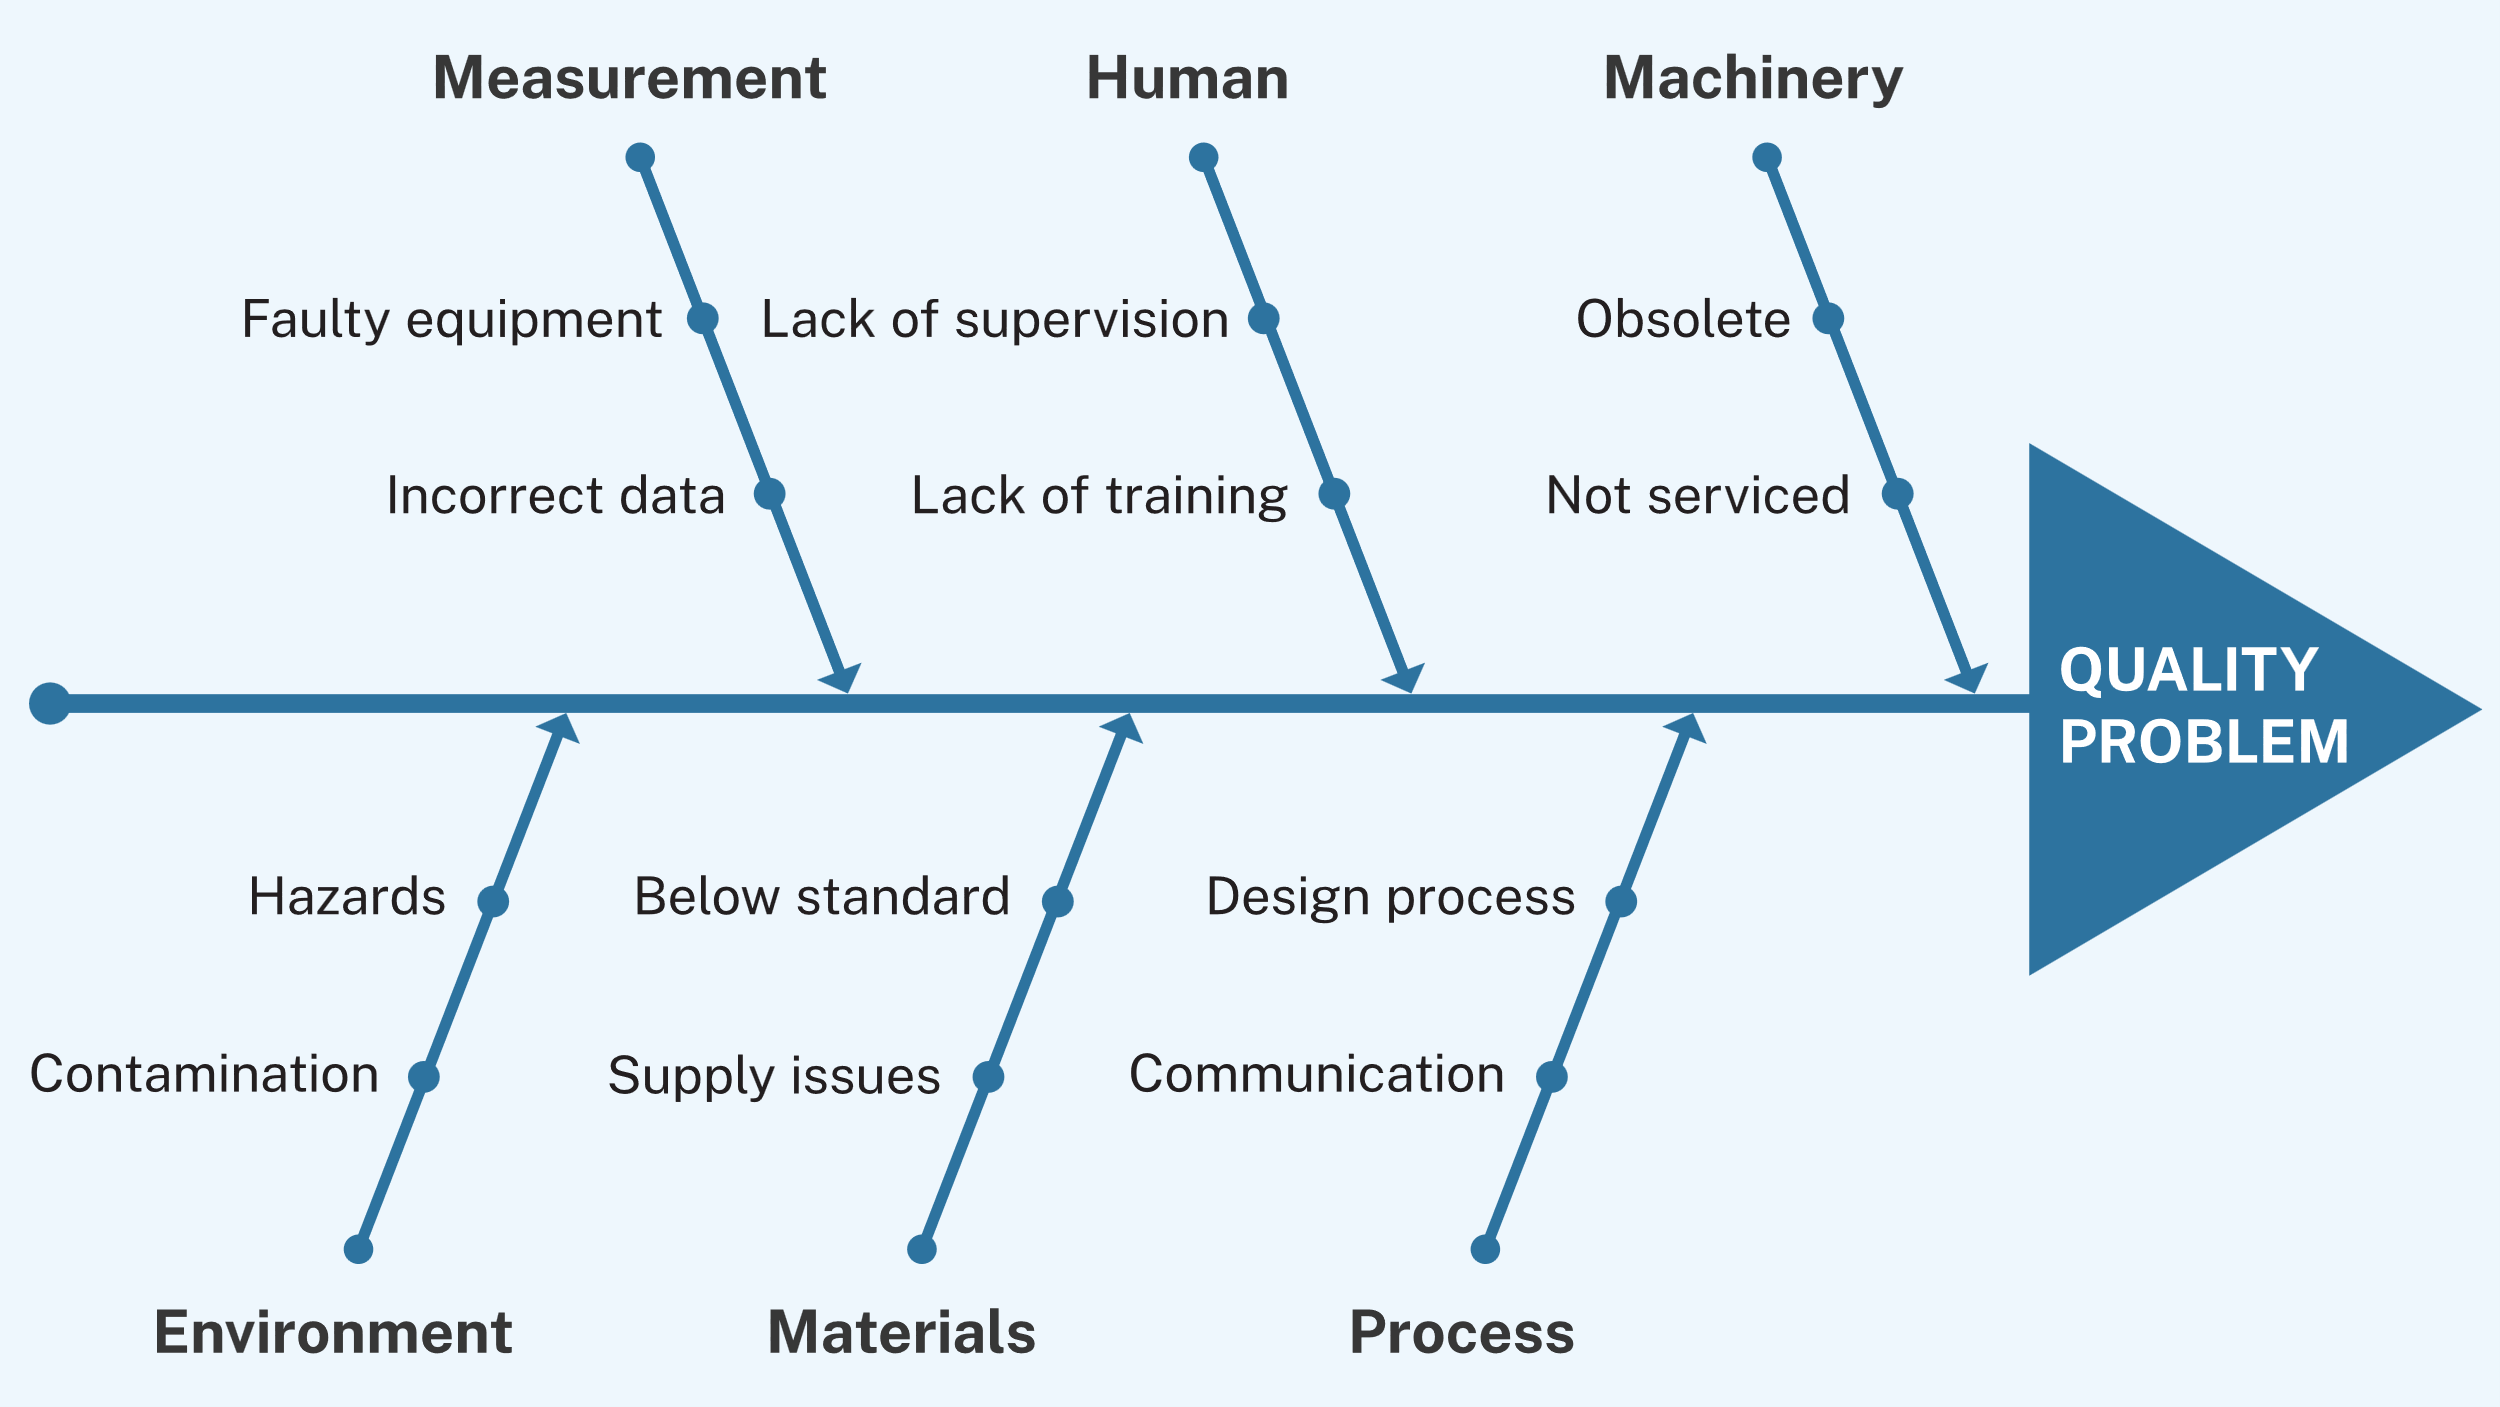 Measurement
Human
Machinery
Faulty equipment
Lack of supervision
Obsolete
Incorrect data
Lack of training
Not serviced
QUALITY
PROBLEM
Hazards
Below standard
Design process
Contamination
Supply issues
Communication
Environment
Materials
Process